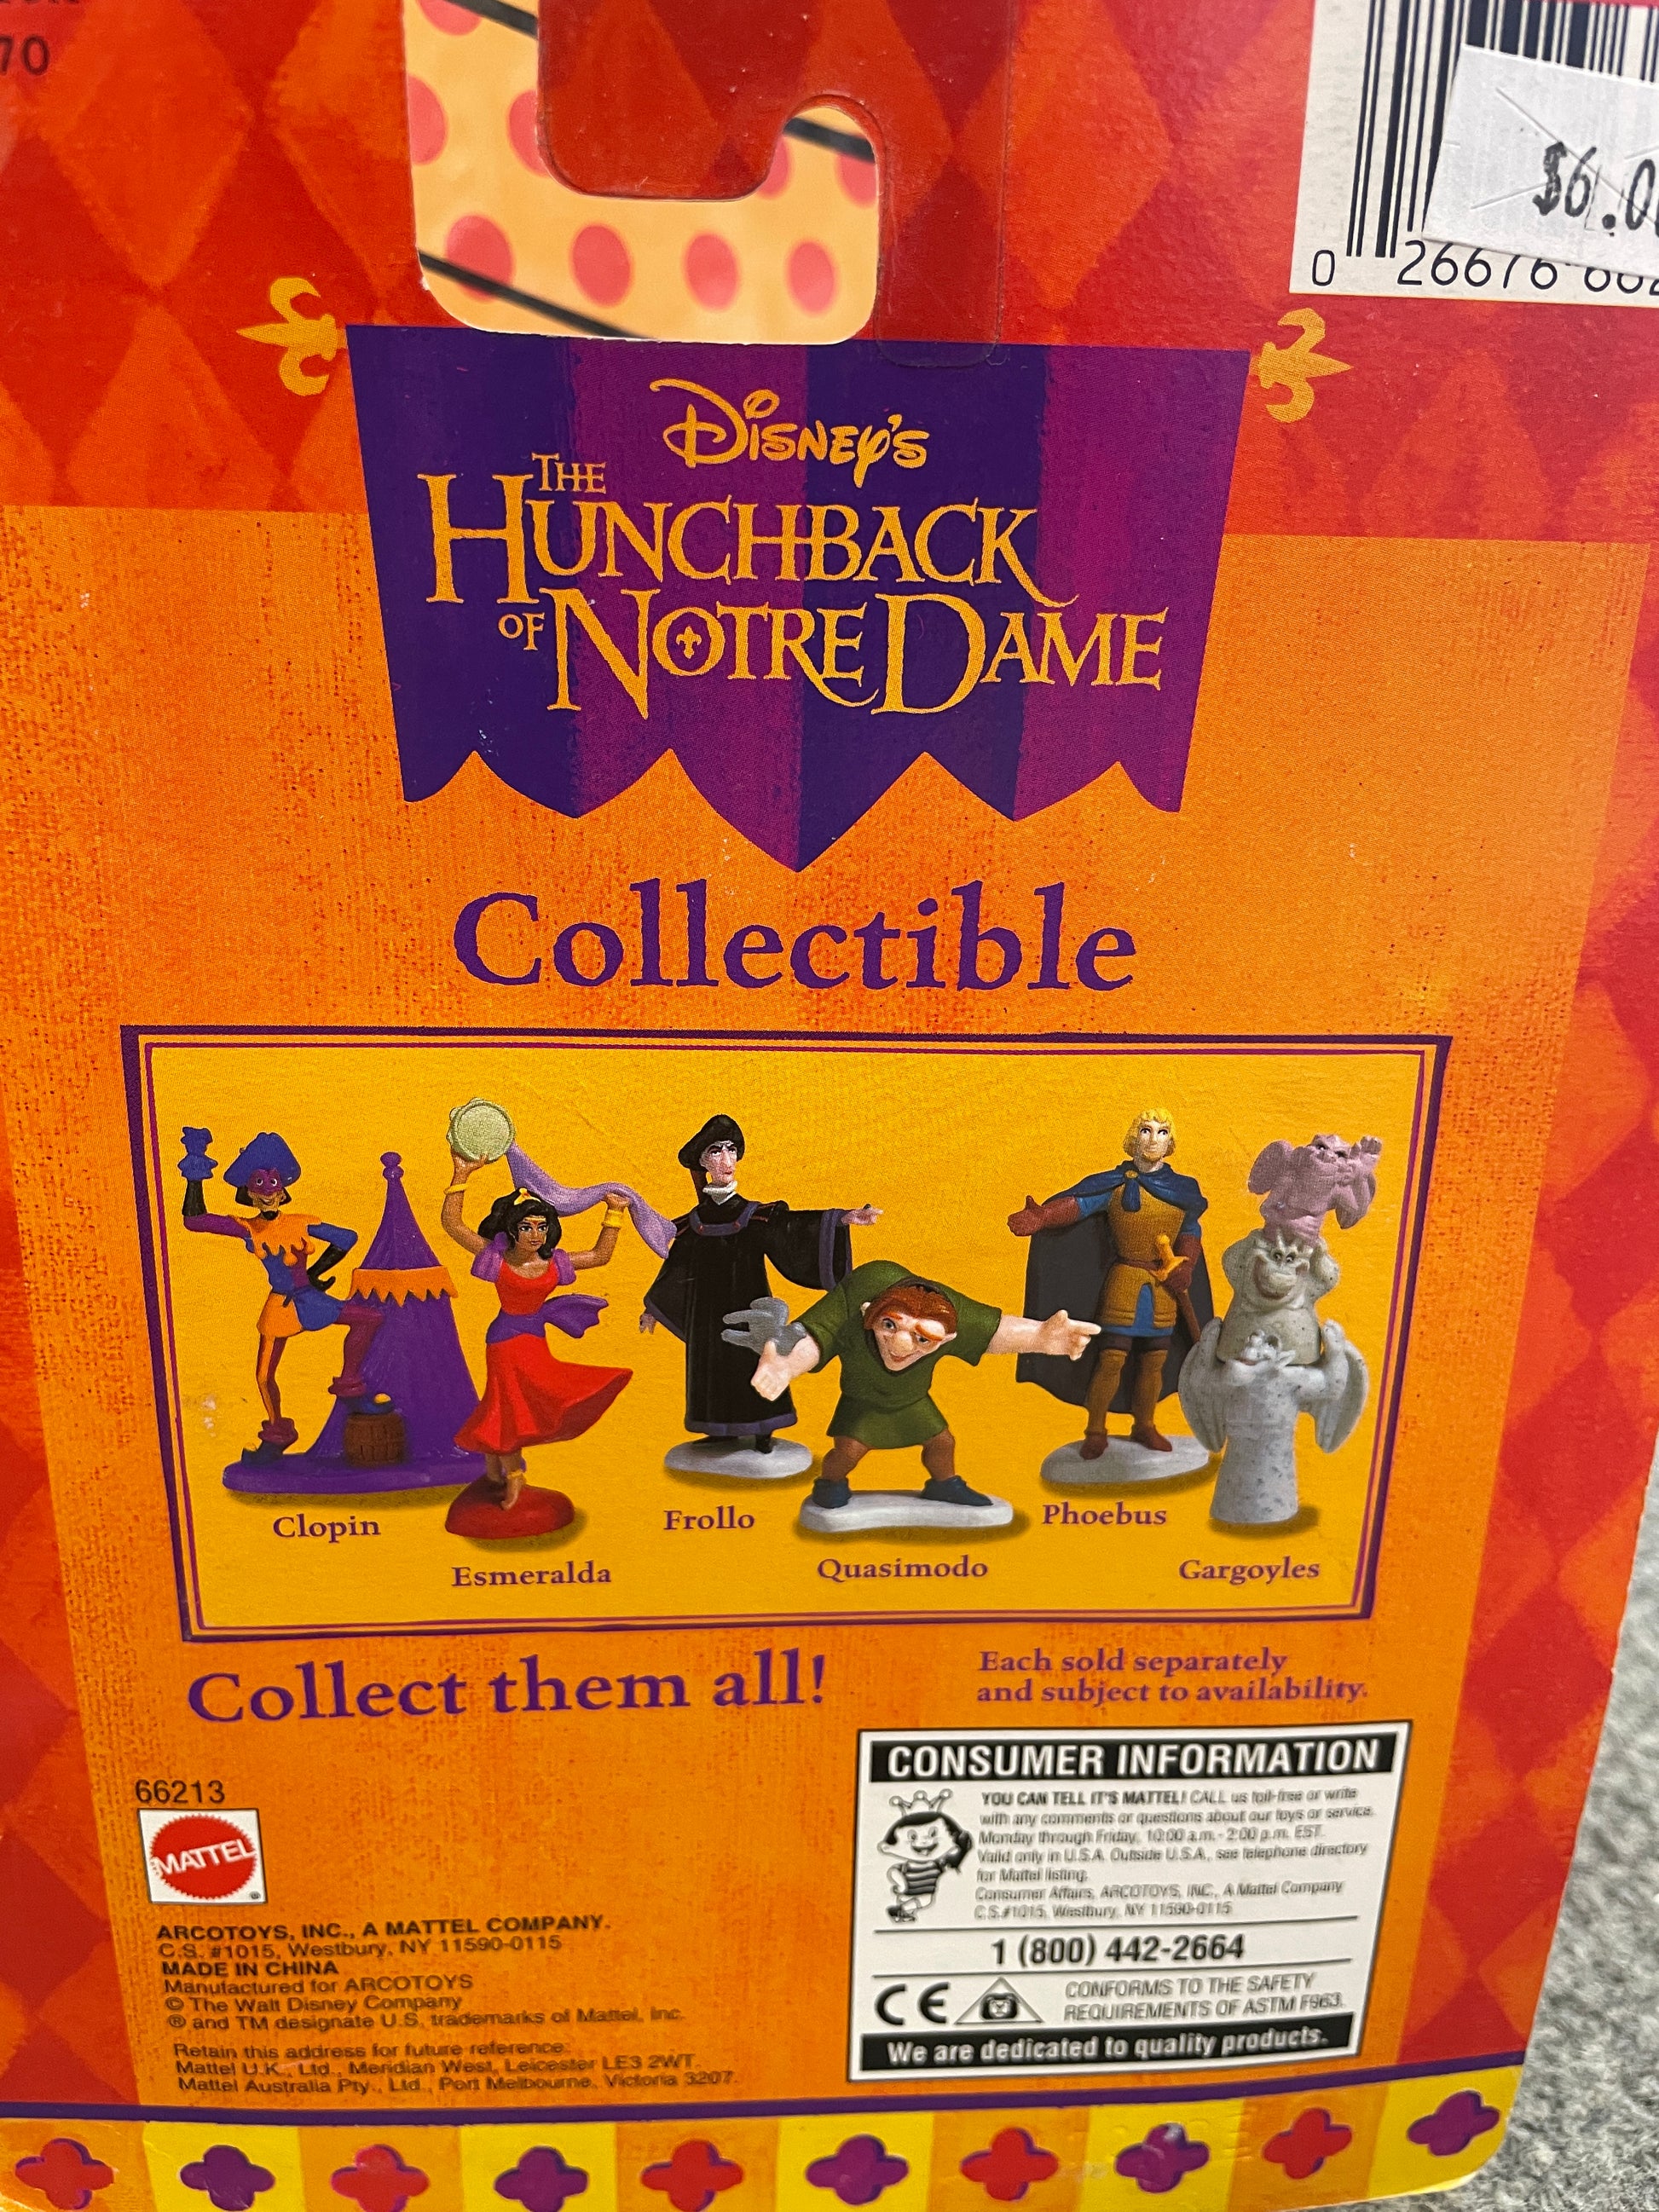 70
$6.0
0 26676
DISNEY'S
THE
HUNCHBACK
OF NOTRE DAME
Collectible
Clopin
Esmeralda
Frollo
Quasimodo
Phoebus
Gargoyles
Collect them all!
Each sold separately
and subject to availability.
66213
MATTEL
®
ARCOTOYS, INC., A MATTEL COMPANY.
C.S. #1015, Westbury, NY 11590-0115
MADE IN CHINA
Manufactured for ARCOTOYS
© The Walt Disney Company
® and TM designate U.S. trademarks of Mattel, Inc.
Retain this address for future reference:
Mattel U.K., Ltd., Meridian West, Leicester LE3 2WT.
Mattel Australia Pty., Ltd., Port Melbourne, Victoria 3207.
CONSUMER INFORMATION
YOU CAN TELL IT'S MATTEL! CALL us toll-free or write
with any comments or questions about our toys or service.
Monday through Friday, 10:00 a.m. - 2:00 p.m. EST.
Valid only in U.S.A. Outside U.S.A., see telephone directory
for Mattel listing.
Consumer Affairs, ARCOTOYS, INC., A Mattel Company
C.S.#1015, Westbury, NY 11590-0115
1 (800) 442-2664
CE
CONFORMS TO THE SAFETY
REQUIREMENTS OF ASTM F963.
We are dedicated to quality products.